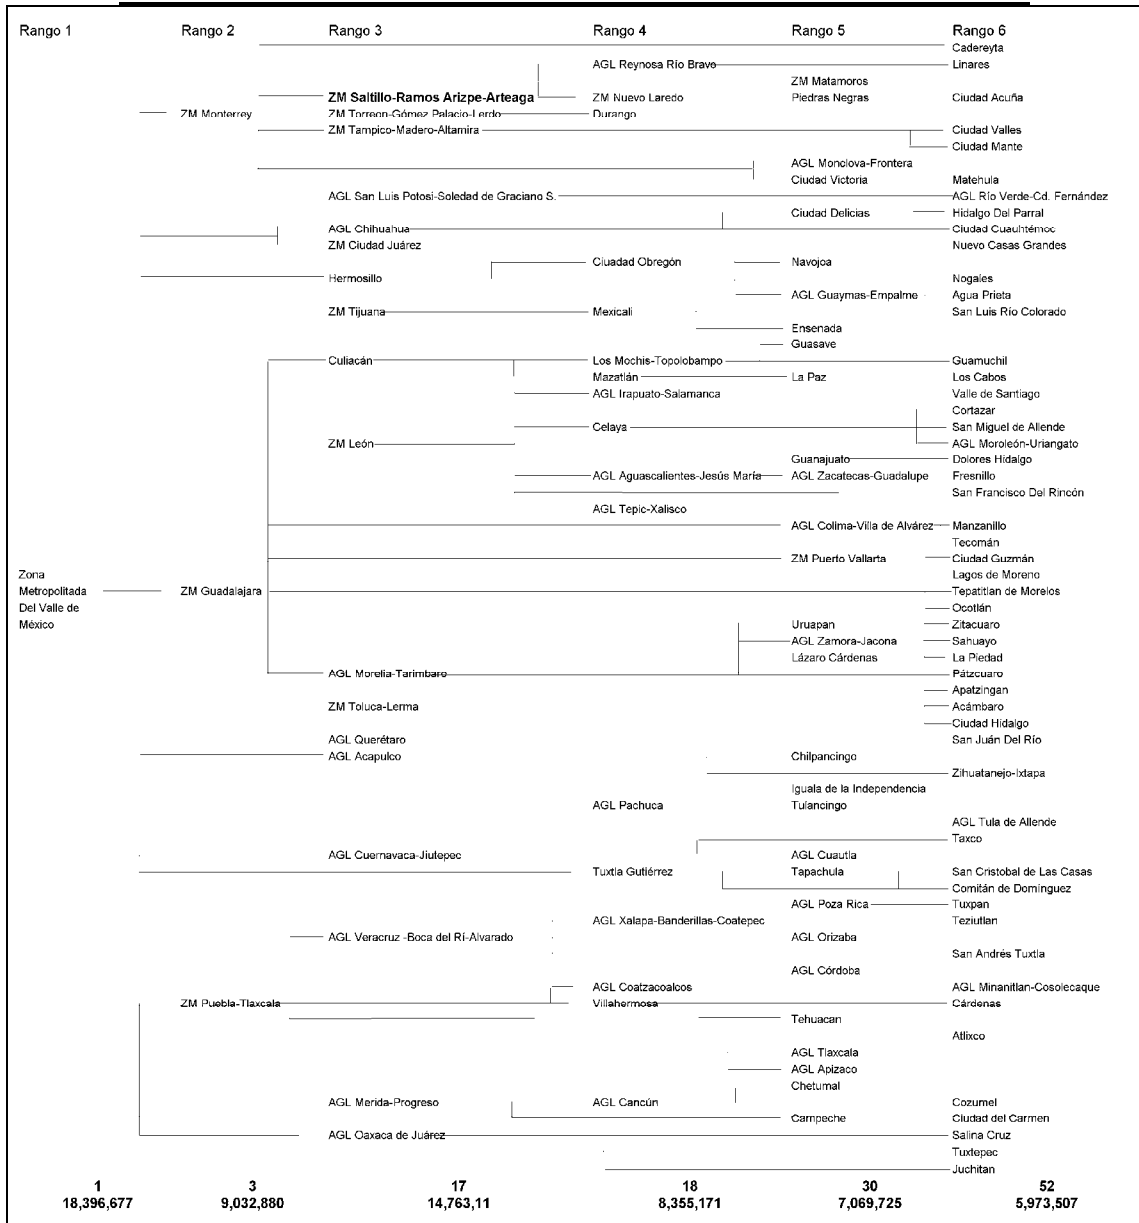 Rango 1 Rango 2 Rango 3 Rango 4 Rango 5 Rango 6
Cadereyta
AGL Reynosa Río Bravo Linares
ZM Matamoros
ZM Saltillo-Ramos Arizpe-Arteaga ZM Nuevo Laredo Piedras Negras Ciudad Acuña
ZM Monterrey ZM Torreon-Gómez Palacio-Lerdo Durango
ZM Tampico-Madero-Altamira Ciudad Valles
Ciudad Mante
AGL Monclova-Frontera
Ciudad Victoria Matehula
AGL San Luis Potosi-Soledad de Graciano S. AGL Río Verde-Cd. Fernández
Ciudad Delicias Hidalgo Del Parral
AGL Chihuahua Ciudad Cuauhtémoc
ZM Ciudad Juárez Nuevo Casas Grandes
Ciuadad Obregón Navojoa
Hermosillo Nogales
AGL Guaymas-Empalme Agua Prieta
ZM Tijuana Mexicali San Luis Río Colorado
Ensenada
Guasave
Culiacán Los Mochis-Topolobampo Guamuchil
Mazatlán La Paz Los Cabos
AGL Irapuato-Salamanca Valle de Santiago
Cortazar
Celaya San Miguel de Allende
ZM León AGL Moroleón-Uriangato
Guanajuato Dolores Hidalgo
AGL Aguascalientes-Jesús María AGL Zacatecas-Guadalupe Fresnillo
San Francisco Del Rincón
AGL Tepic-Xalisco
AGL Colima-Villa de Alvárez Manzanillo
Tecomán
ZM Puerto Vallarta Ciudad Guzmán
Zona Lagos de Moreno
Metropolitada ZM Guadalajara Tepatitlan de Morelos
Del Valle de Ocotlán
México Uruapan Zitacuaro
AGL Zamora-Jacona Sahuayo
Lázaro Cárdenas La Piedad
AGL Morelia-Tarimbaro Pátzcuaro
Apatzingan
ZM Toluca-Lerma Acámbaro
Ciudad Hidalgo
AGL Querétaro San Juán Del Río
AGL Acapulco Chilpancingo
Zihuatanejo-Ixtapa
Iguala de la Independencia
AGL Pachuca Tulancingo
AGL Tula de Allende
Taxco
AGL Cuernavaca-Jiutepec AGL Cuautla
Tuxtla Gutiérrez Tapachula San Cristobal de Las Casas
Comitán de Domínguez
AGL Poza Rica Tuxpan
AGL Xalapa-Banderillas-Coatepec Teziutlan
AGL Veracruz -Boca del Rí-Alvarado AGL Orizaba
San Andrés Tuxtla
AGL Córdoba
AGL Coatzacoalcos AGL Minanitlan-Cosolecaque
ZM Puebla-Tlaxcala Villahermosa Cárdenas
Tehuacan
Atlixco
AGL Tlaxcala
AGL Apizaco
Chetumal
AGL Merida-Progreso AGL Cancún Cozumel
Campeche Ciudad del Carmen
AGL Oaxaca de Juárez Salina Cruz
Tuxtepec
Juchitan
1 3 17 18 30 52
18,396,677 9,032,880 14,763,11 8,355,171 7,069,725 5,973,507